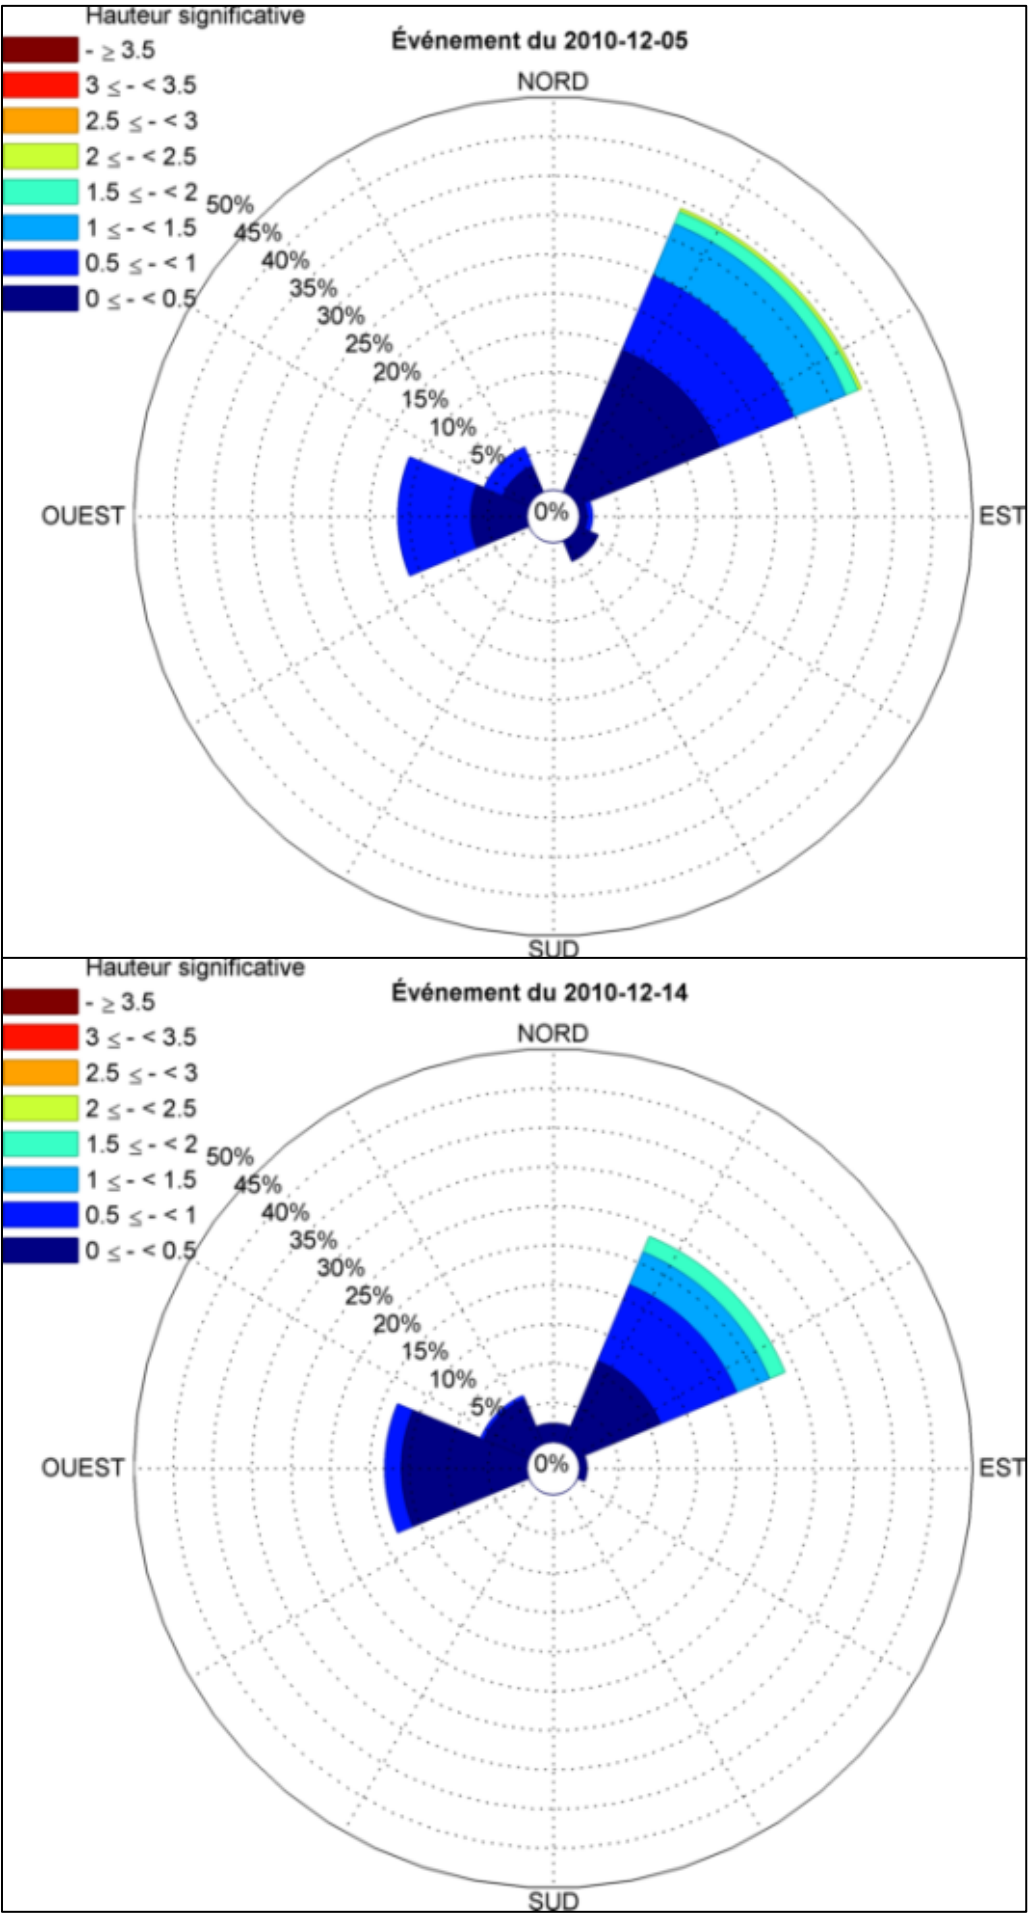 Hauteur significative
Événement du 2010-12-05
- ≥ 3.5
3 ≤ - < 3.5
2.5 ≤ - < 3
2 ≤ - < 2.5
1.5 ≤ - < 2
1 ≤ - < 1.5
0.5 ≤ - < 1
0 ≤ - < 0.5
NORD
50%
45%
40%
35%
30%
25%
20%
15%
10%
5%
0%
OUEST
EST
SUD
Hauteur significative
Événement du 2010-12-14
- ≥ 3.5
3 ≤ - < 3.5
2.5 ≤ - < 3
2 ≤ - < 2.5
1.5 ≤ - < 2
1 ≤ - < 1.5
0.5 ≤ - < 1
0 ≤ - < 0.5
NORD
50%
45%
40%
35%
30%
25%
20%
15%
10%
5%
0%
OUEST
EST
SUD